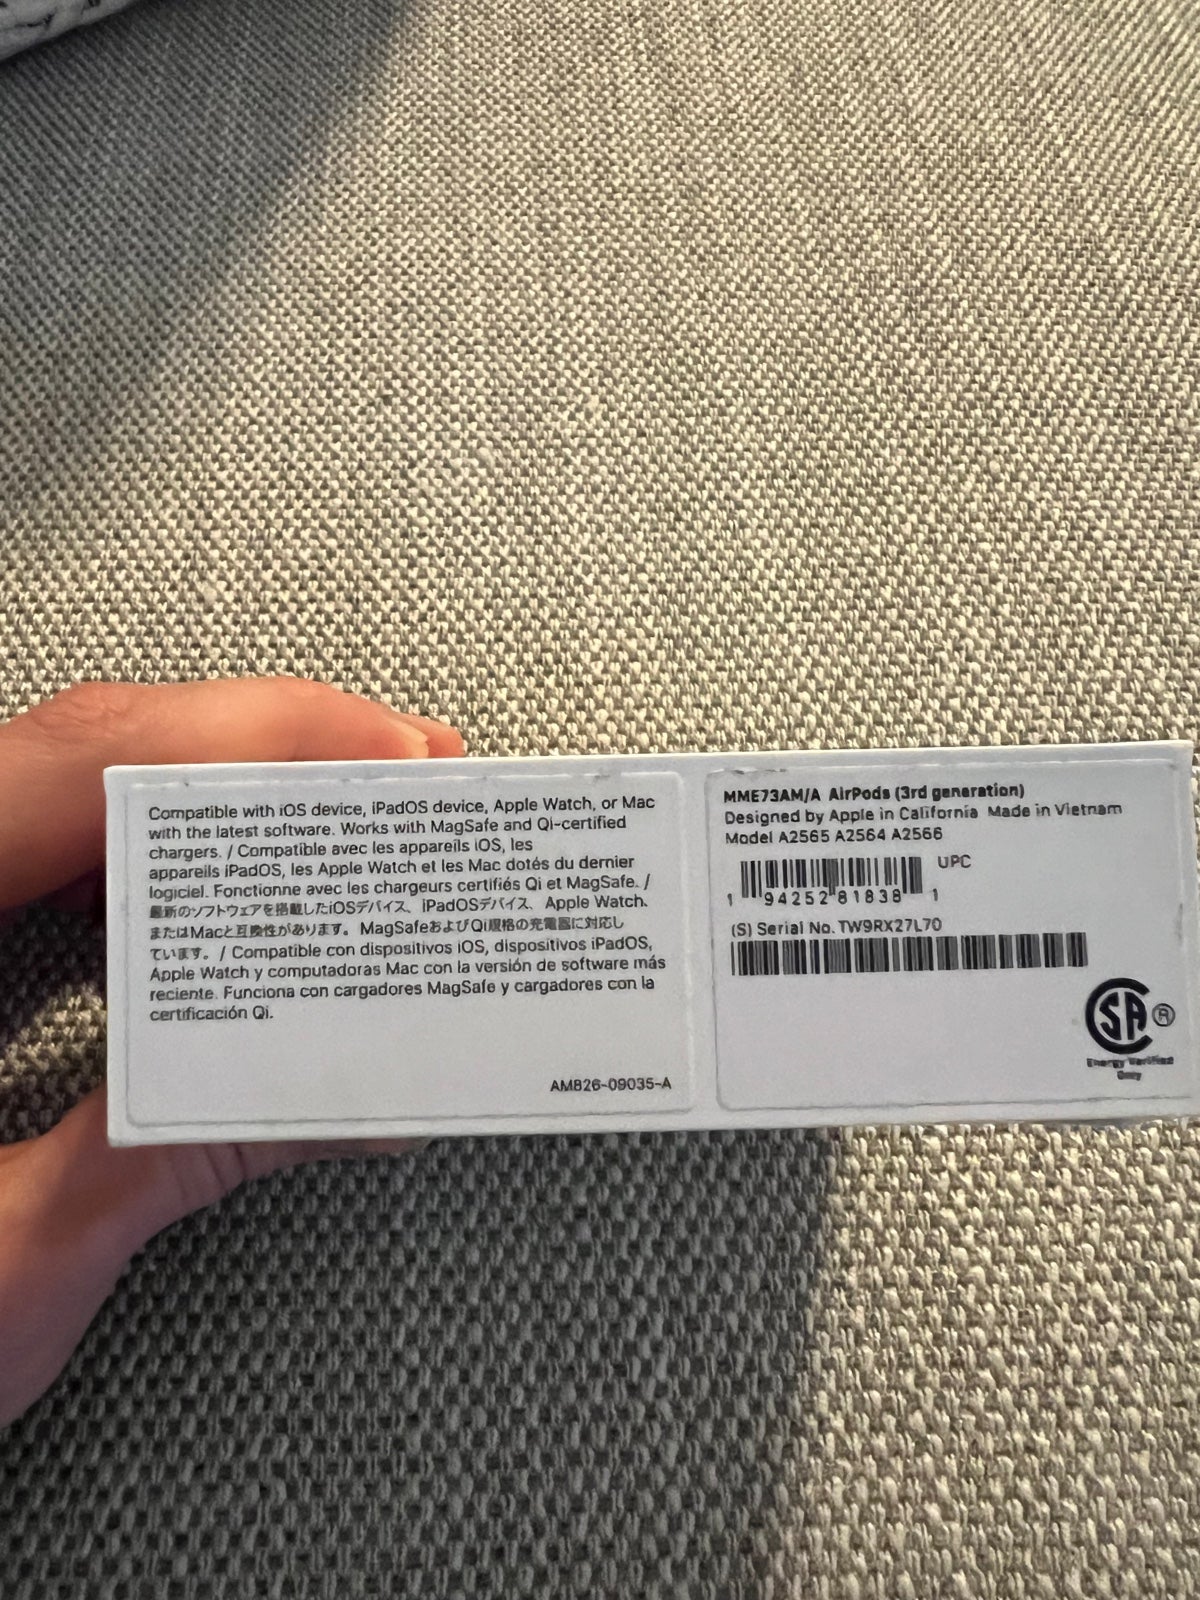 Compatible with iOS device, iPadOS device, Apple Watch, or Mac
with the latest software. Works with MagSafe and Qi-certified
chargers. / Compatible avec les appareils iOS, les
appareils iPadOS, les Apple Watch et les Mac dotés du dernier
logiciel. Fonctionne avec les chargeurs certifiés Qi et MagSafe. /
最新のソフトウェアを搭載したiOSデバイス、iPadOSデバイス、Apple Watch、
またはMacと互換性があります。MagSafeおよびQi規格の充電器に対応し
ています。/ Compatible con dispositivos iOS, dispositivos iPadOS,
Apple Watch y computadoras Mac con la versión de software más
reciente. Funciona con cargadores MagSafe y cargadores con la
certificación Qi.
AM826-09035-A
MME73AM/A AirPods (3rd generation)
Designed by Apple in California Made in Vietnam
Model A2565 A2564 A2566
UPC
1 94252 81838 1
(S) Serial No. TW9RX27L70
CSA ®
Energy Verified
Only